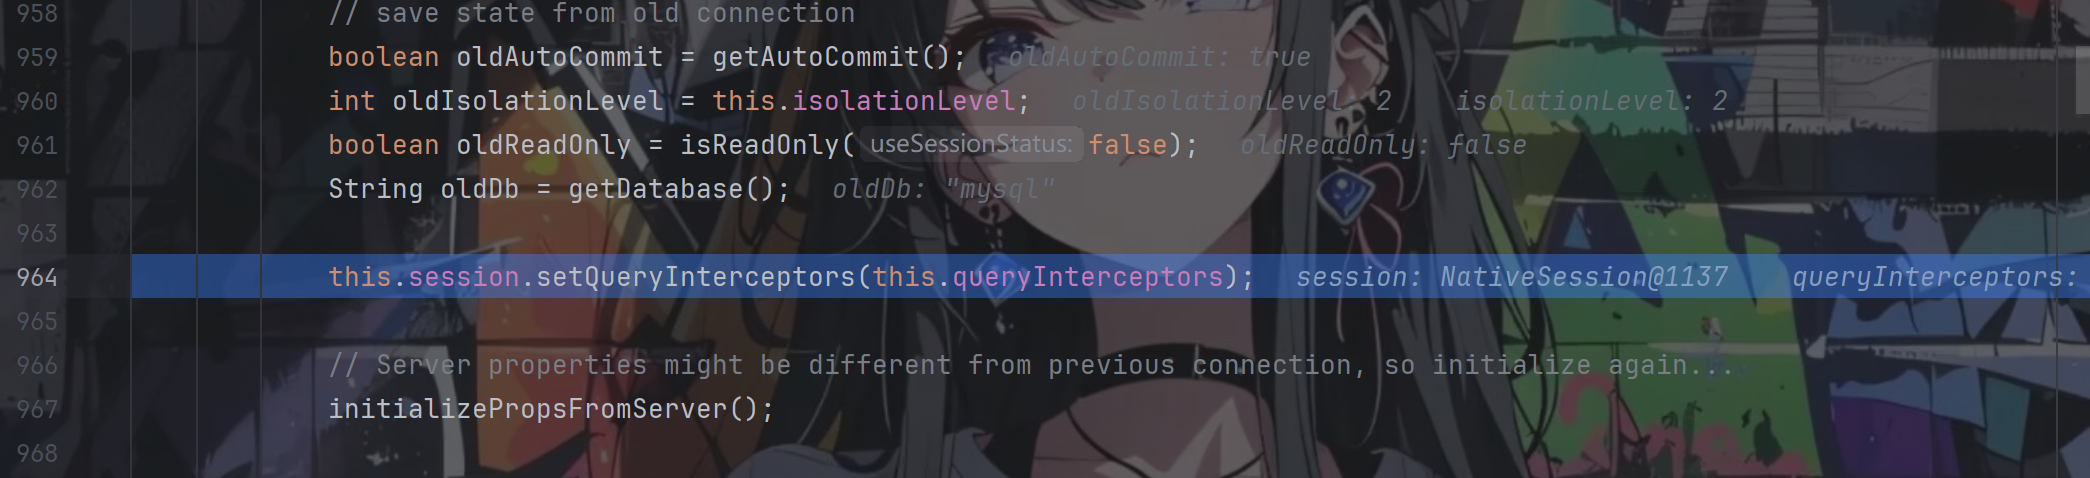 958 // save state from old connection
959 boolean oldAutoCommit = getAutoCommit(); oldAutoCommit: true
960 int oldIsolationLevel = this.isolationLevel; oldIsolationLevel: 2 isolationLevel: 2
961 boolean oldReadOnly = isReadOnly( useSessionStatus: false); oldReadOnly: false
962 String oldDb = getDatabase(); oldDb: "mysql"
963
964 this.session.setQueryInterceptors(this.queryInterceptors); session: NativeSession@1137 queryInterceptors:
965
966 // Server properties might be different from previous connection, so initialize again...
967 initializePropsFromServer();
968